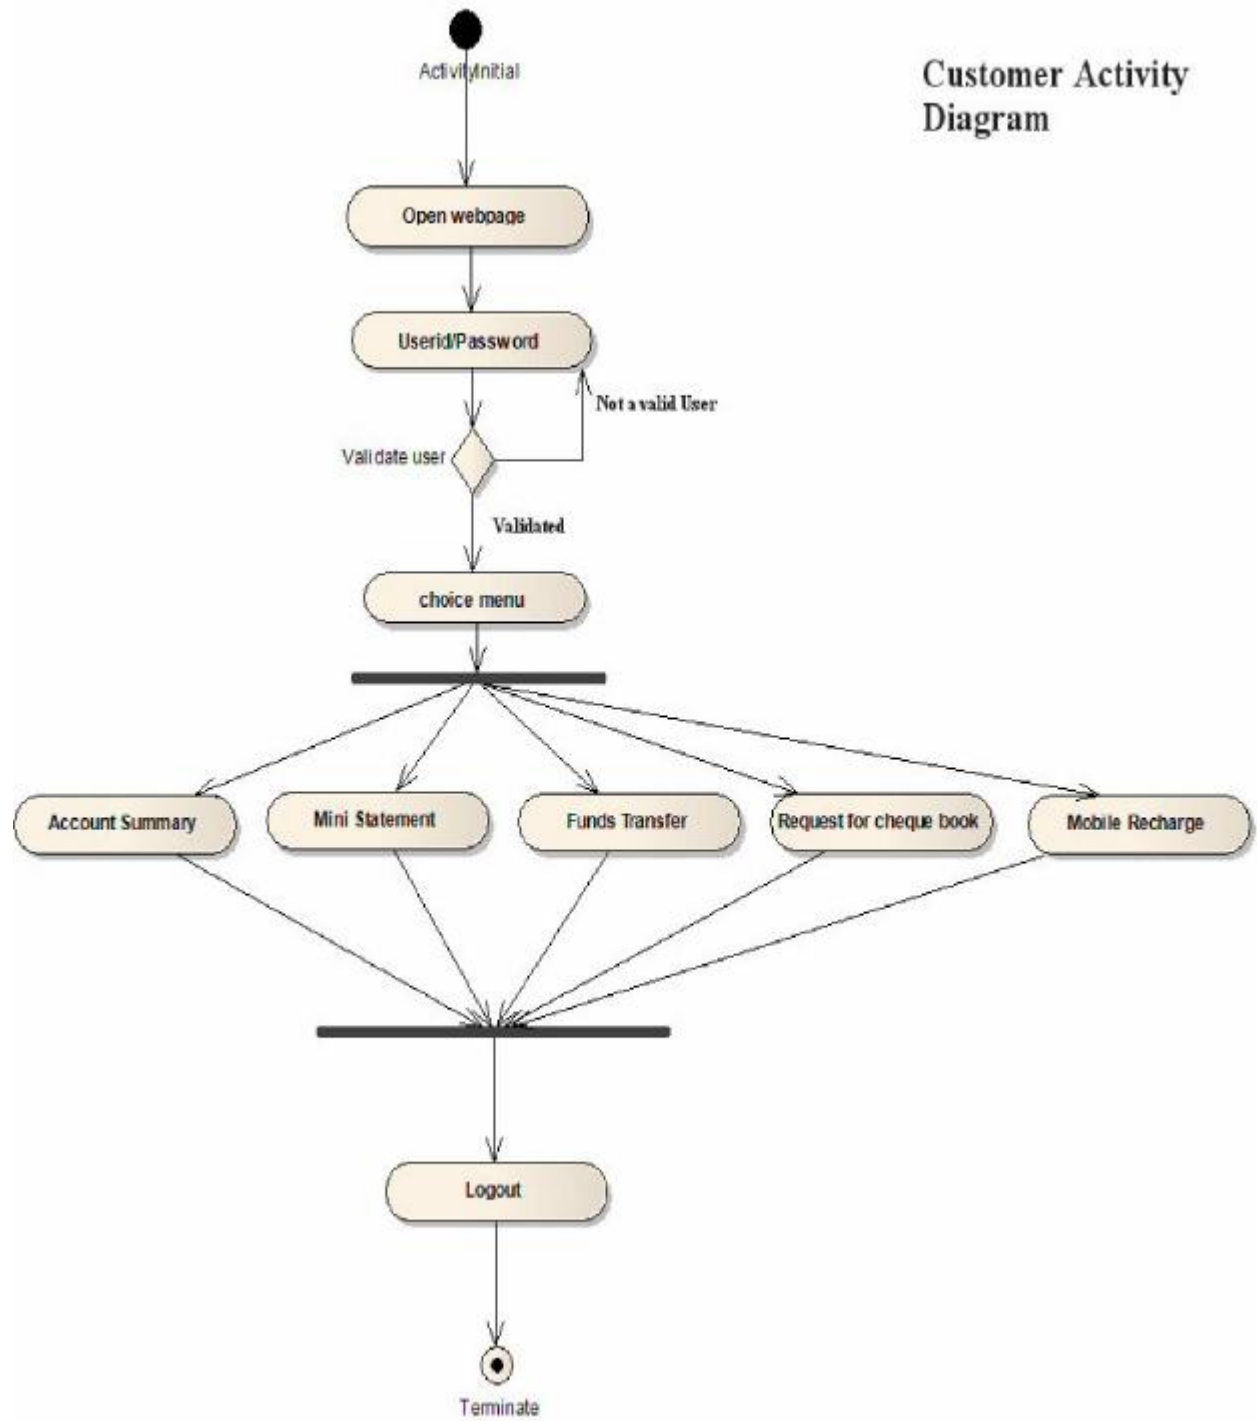 Customer Activity
Diagram
ActivityInitial
Open webpage
Userid/Password
Not a valid User
Validate user
Validated
choice menu
Account Summary
Mini Statement
Funds Transfer
Request for cheque book
Mobile Recharge
Logout
Terminate